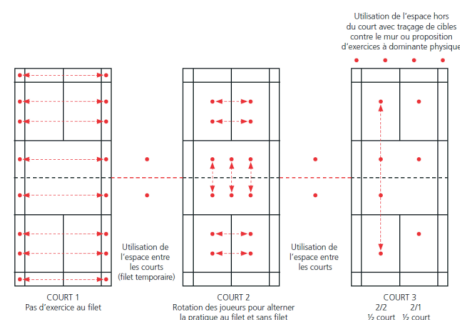 Utilisation de l'espace hors
du court avec traçage de cibles
contre le mur ou proposition
d'exercices à dominante physique
Utilisation de
l'espace entre
les courts
(filet temporaire)
Utilisation de
l'espace entre
les courts
COURT 1
Pas d'exercice au filet
COURT 2
Rotation des joueurs pour alterner
la pratique au filet et sans filet
COURT 3
2/2 2/1
½ court ½ court